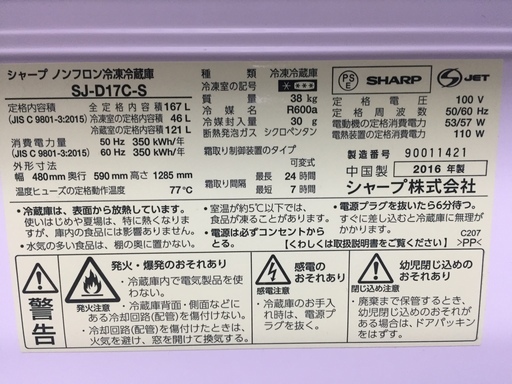 シャープ ノンフロン冷凍冷蔵庫
SJ-D17C-S
定格内容積 全定格内容積 167 L
(JIS C 9801-3:2015) 冷凍室の定格内容積 46 L
冷蔵室の定格内容積 121 L
消費電力量 50 Hz 350 kWh/年
(JIS C 9801-3:2015) 60 Hz 350 kWh/年
外形寸法
幅 480mm 奥行 590 mm 高さ 1285 mm
温度ヒューズの定格動作温度 77℃
種類 冷凍冷蔵庫
冷凍室の記号
質量 38 kg
冷媒名 R600a
冷媒封入量 30 g
断熱発泡ガス シクロペンタン
霜取り制御装置のタイプ
霜取り間隔 最長 24 時間
最短 7 時間
PS
E
SHARP
S JET
定格電圧 100 V
定格周波数 50/60 Hz
電動機の定格消費電力 53/57 W
電熱装置の定格消費電力 110 W
製造番号 90011421
中国製 2016 年製
シャープ株式会社
・冷蔵庫は、表面から放熱しています。
使いはじめや夏場は、特に熱くなりま
すが、庫内の食品には影響ありません。
・水気の多い食品は、棚の奥に置かない。
・室温が約5℃以下では、
食品が凍ることがあります。
・電源は必ずコンセントから
とる。
・電源プラグを抜いたら6分待つ。
すぐに差し込むと冷蔵庫に無理が
かかります。
【くわしくは取扱説明書をご覧ください】
C207
>PP<
警告
発火・爆発のおそれあり
発火注意
・冷蔵庫内で電気製品を使
わない。
・冷蔵庫背面・側面などに
ある冷却回路(配管)を傷付けない。
・冷却回路(配管)を傷付けたときは、
火気を避け、窓を開けて換気する。
感電の
おそれあり
感電注意
・冷蔵庫のお手入
れ時は、電源プ
ラグを抜く。
幼児閉じ込めの
おそれあり
閉じ込め注意
・廃棄まで保管するとき、
幼児閉じ込めのおそれが
ある場合は、ドアパッキン
をはずす。